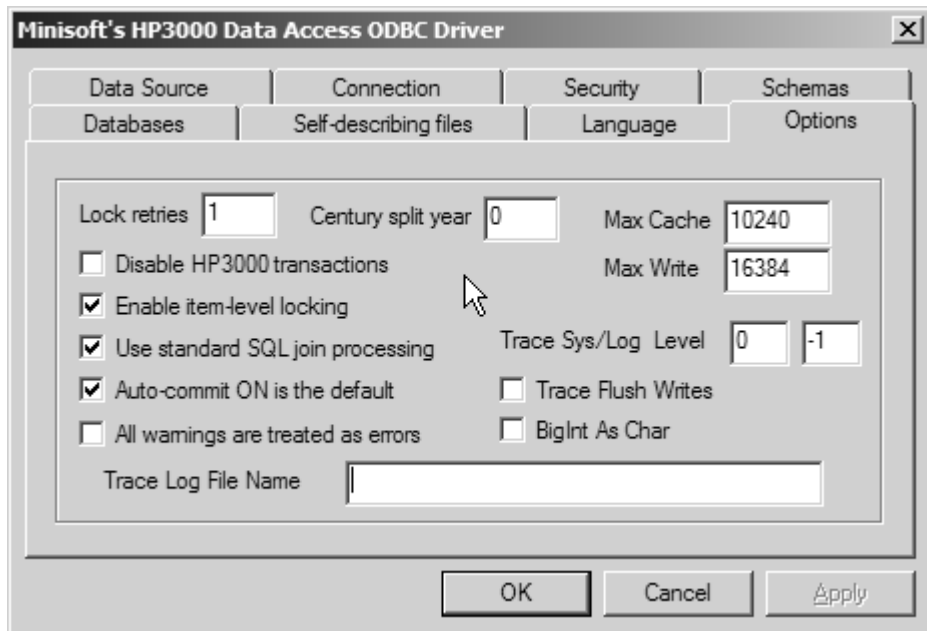 Minisoft's HP3000 Data Access ODBC Driver
Data Source Connection Security Schemas
Databases Self-describing files Language Options
Lock retries 1 Century split year 0 Max Cache 10240
Disable HP3000 transactions Max Write 16384
Enable item-level locking
Use standard SQL join processing Trace Sys/Log Level 0 -1
Auto-commit ON is the default Trace Flush Writes
All warnings are treated as errors BigInt As Char
Trace Log File Name
OK Cancel Apply